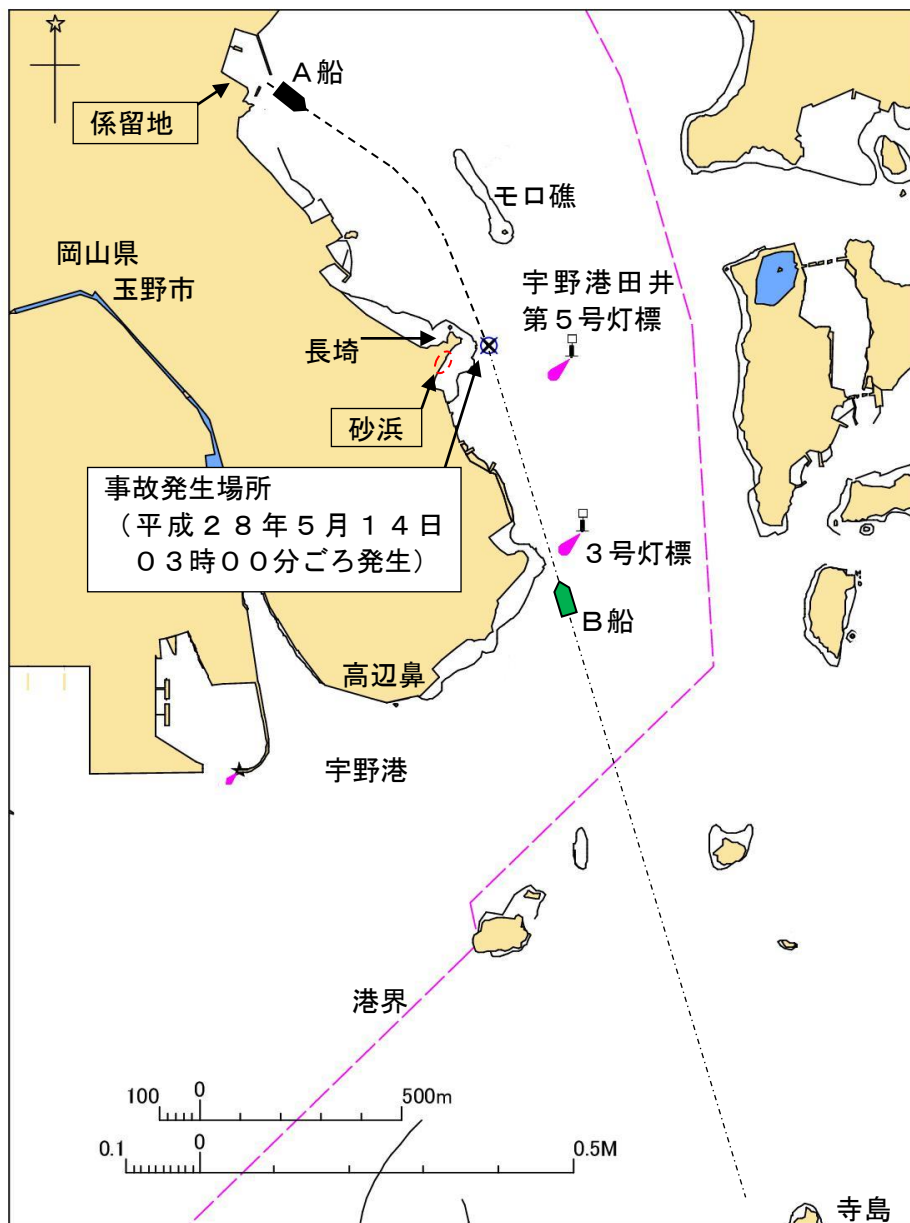 A船
係留地
モロ礁
岡山県
玉野市
宇野港田井
第5号灯標
長埼
砂浜
事故発生場所
(平成28年5月14日
03時00分ごろ発生)
3号灯標
B船
高辺鼻
宇野港
港界
100 0 500m
0.1 0 0.5M
寺島